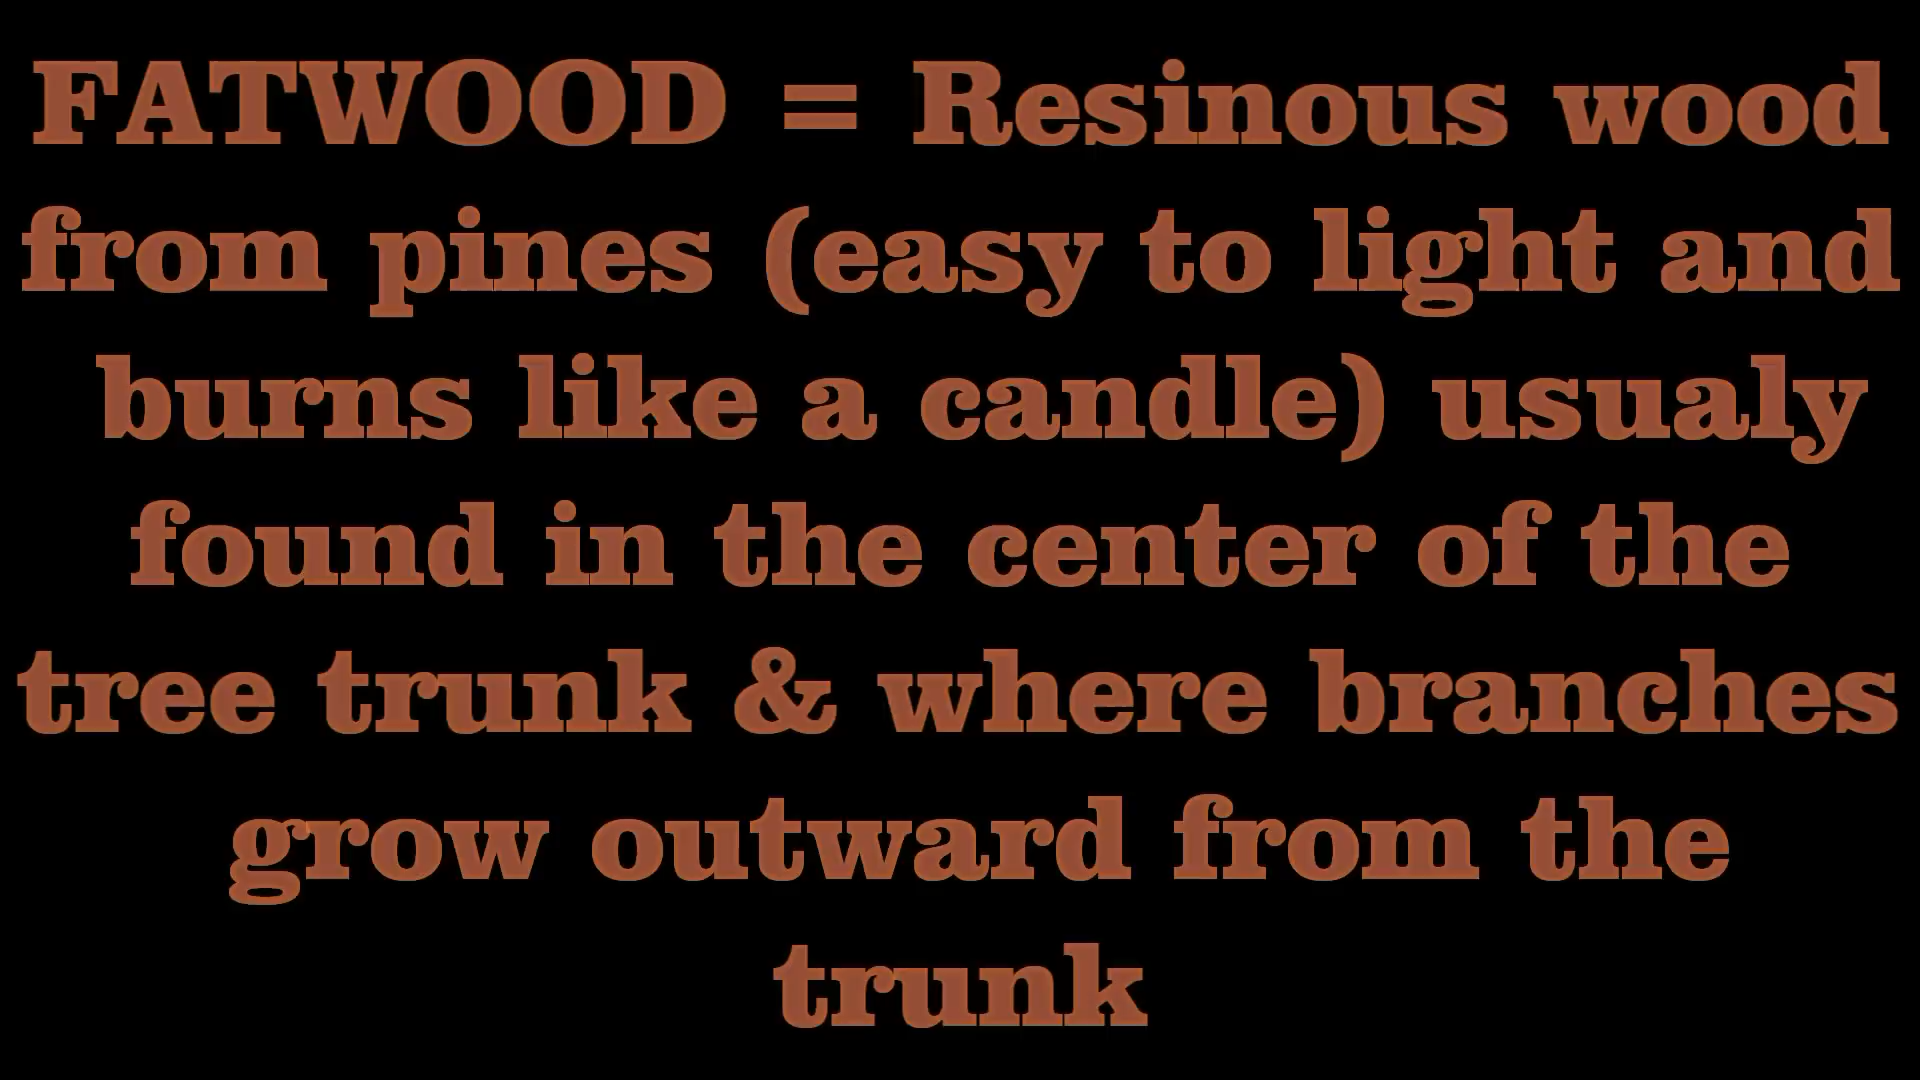 FATWOOD = Resinous wood
from pines (easy to light and
burns like a candle) usualy
found in the center of the
tree trunk & where branches
grow outward from the
trunk